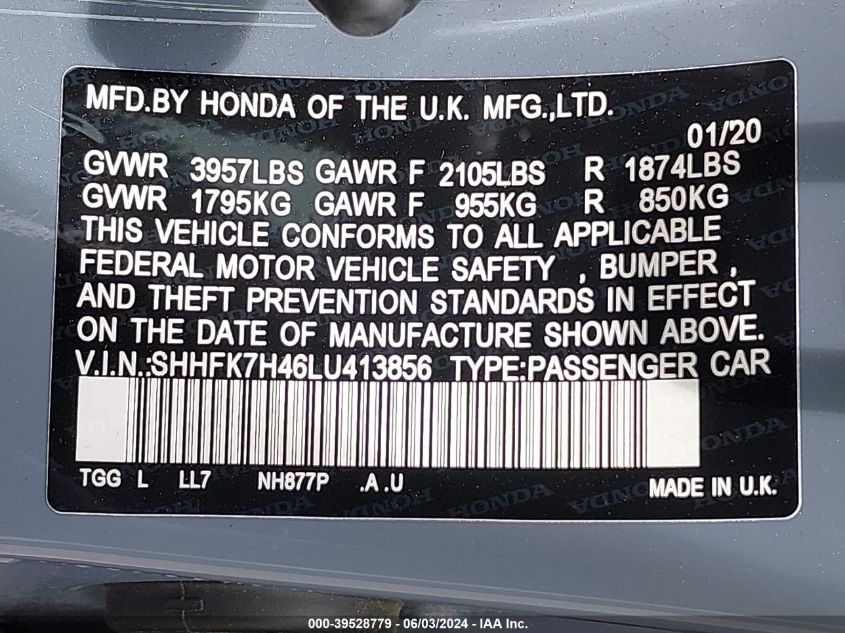 MFD.BY HONDA OF THE U.K. MFG.,LTD.
01/20
GVWR 3957LBS GAWR F 2105LBS R 1874LBS
GVWR 1795KG GAWR F 955KG R 850KG
THIS VEHICLE CONFORMS TO ALL APPLICABLE
FEDERAL MOTOR VEHICLE SAFETY , BUMPER ,
AND THEFT PREVENTION STANDARDS IN EFFECT
ON THE DATE OF MANUFACTURE SHOWN ABOVE.
V.I.N.:SHHFK7H46LU413856 TYPE:PASSENGER CAR
TGG L LL7 NH877P .A .U
MADE IN U.K.
000-39528779 - 06/03/2024 - IAA Inc.